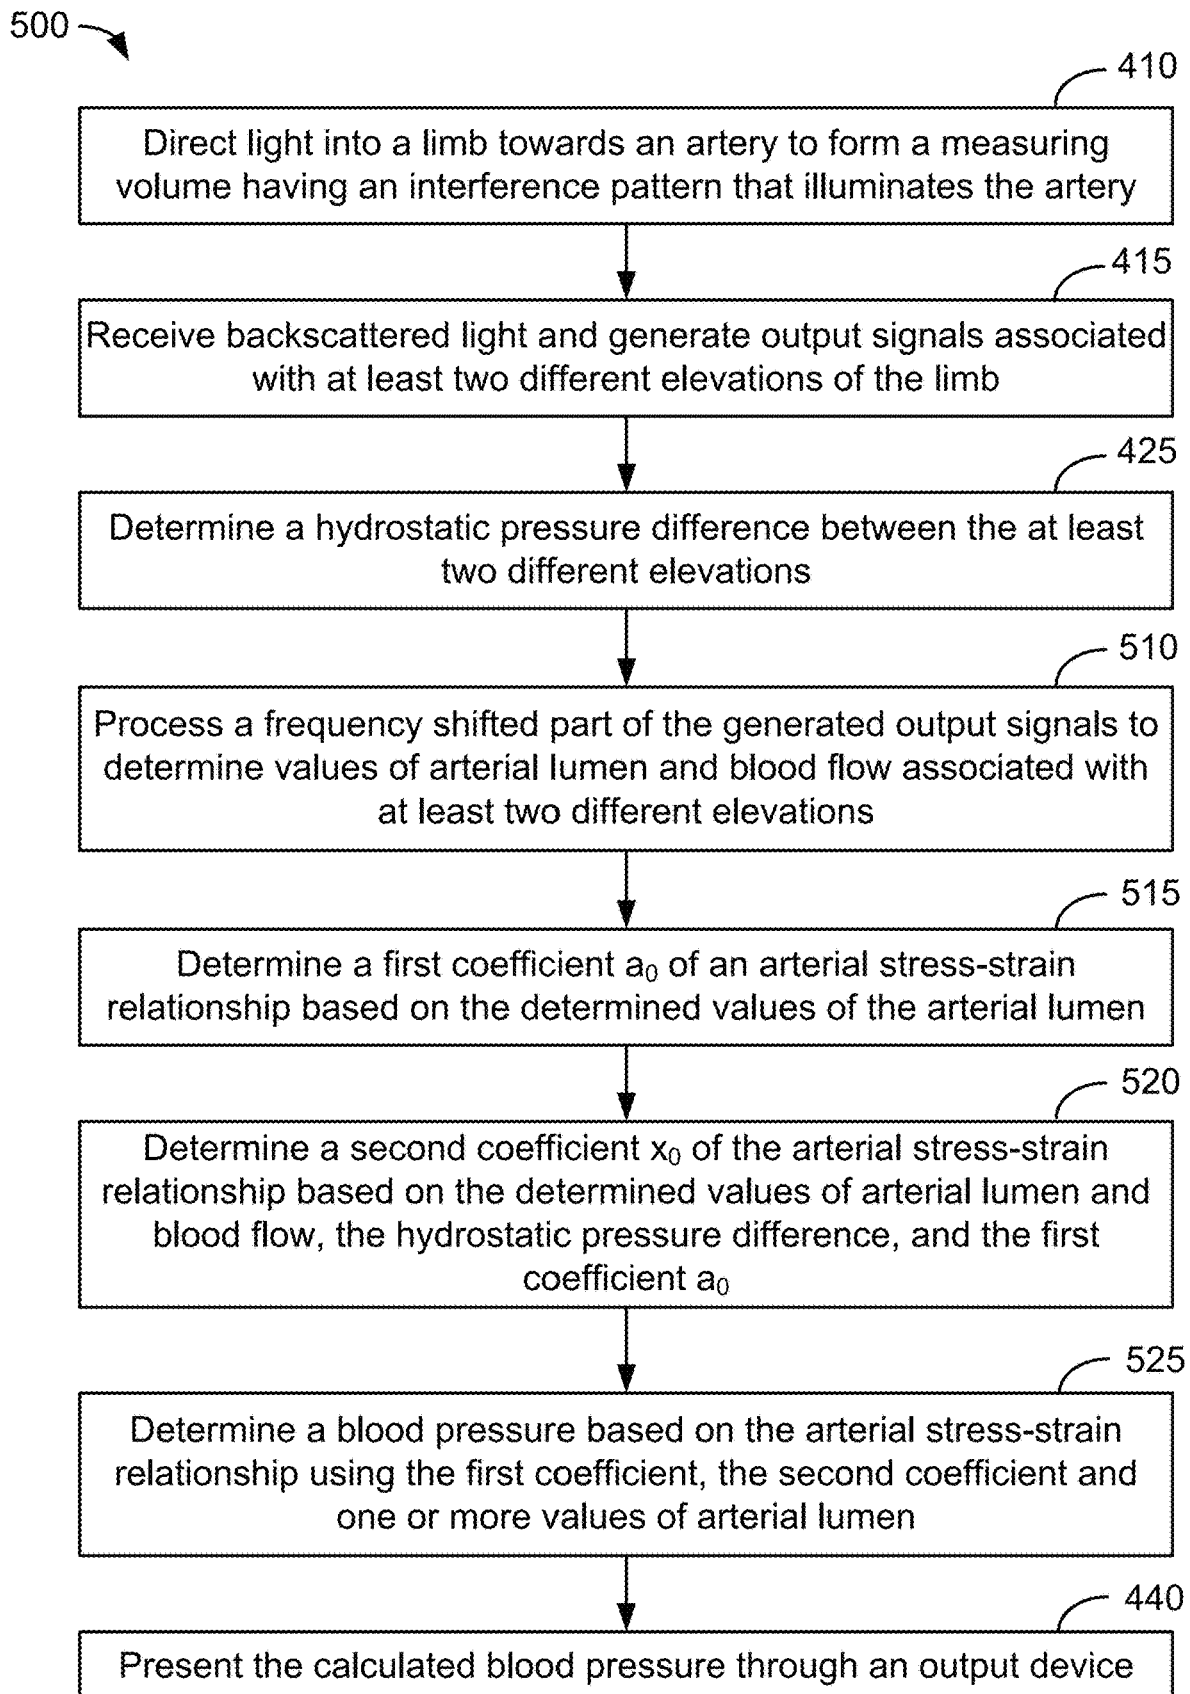 500
410
Direct light into a limb towards an artery to form a measuring
volume having an interference pattern that illuminates the artery
415
Receive backscattered light and generate output signals associated
with at least two different elevations of the limb
425
Determine a hydrostatic pressure difference between the at least
two different elevations
510
Process a frequency shifted part of the generated output signals to
determine values of arterial lumen and blood flow associated with
at least two different elevations
515
Determine a first coefficient a₀ of an arterial stress-strain
relationship based on the determined values of the arterial lumen
520
Determine a second coefficient x₀ of the arterial stress-strain
relationship based on the determined values of arterial lumen and
blood flow, the hydrostatic pressure difference, and the first
coefficient a₀
525
Determine a blood pressure based on the arterial stress-strain
relationship using the first coefficient, the second coefficient and
one or more values of arterial lumen
440
Present the calculated blood pressure through an output device